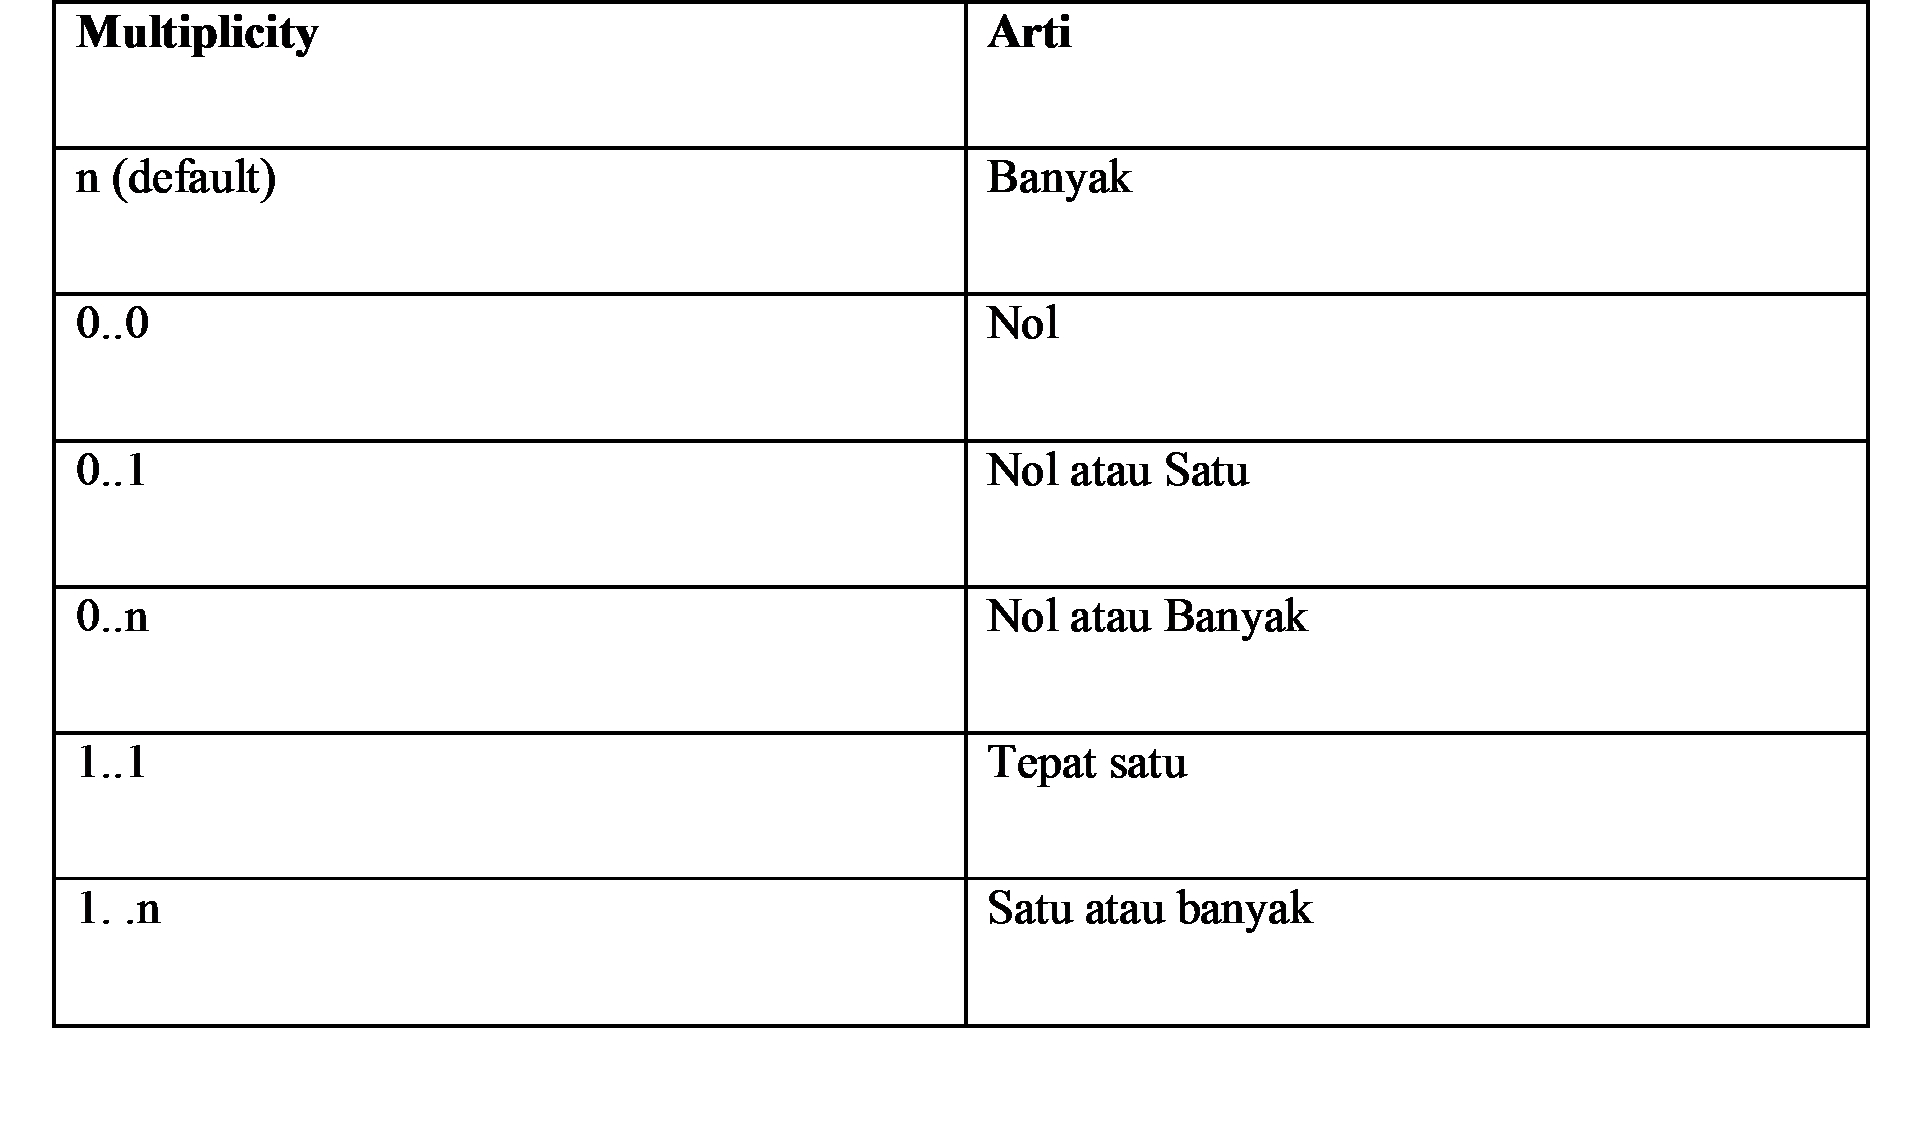 Multiplicity Arti
n (default) Banyak
0..0 Nol
0..1 Nol atau Satu
0..n Nol atau Banyak
1..1 Tepat satu
1. .n Satu atau banyak